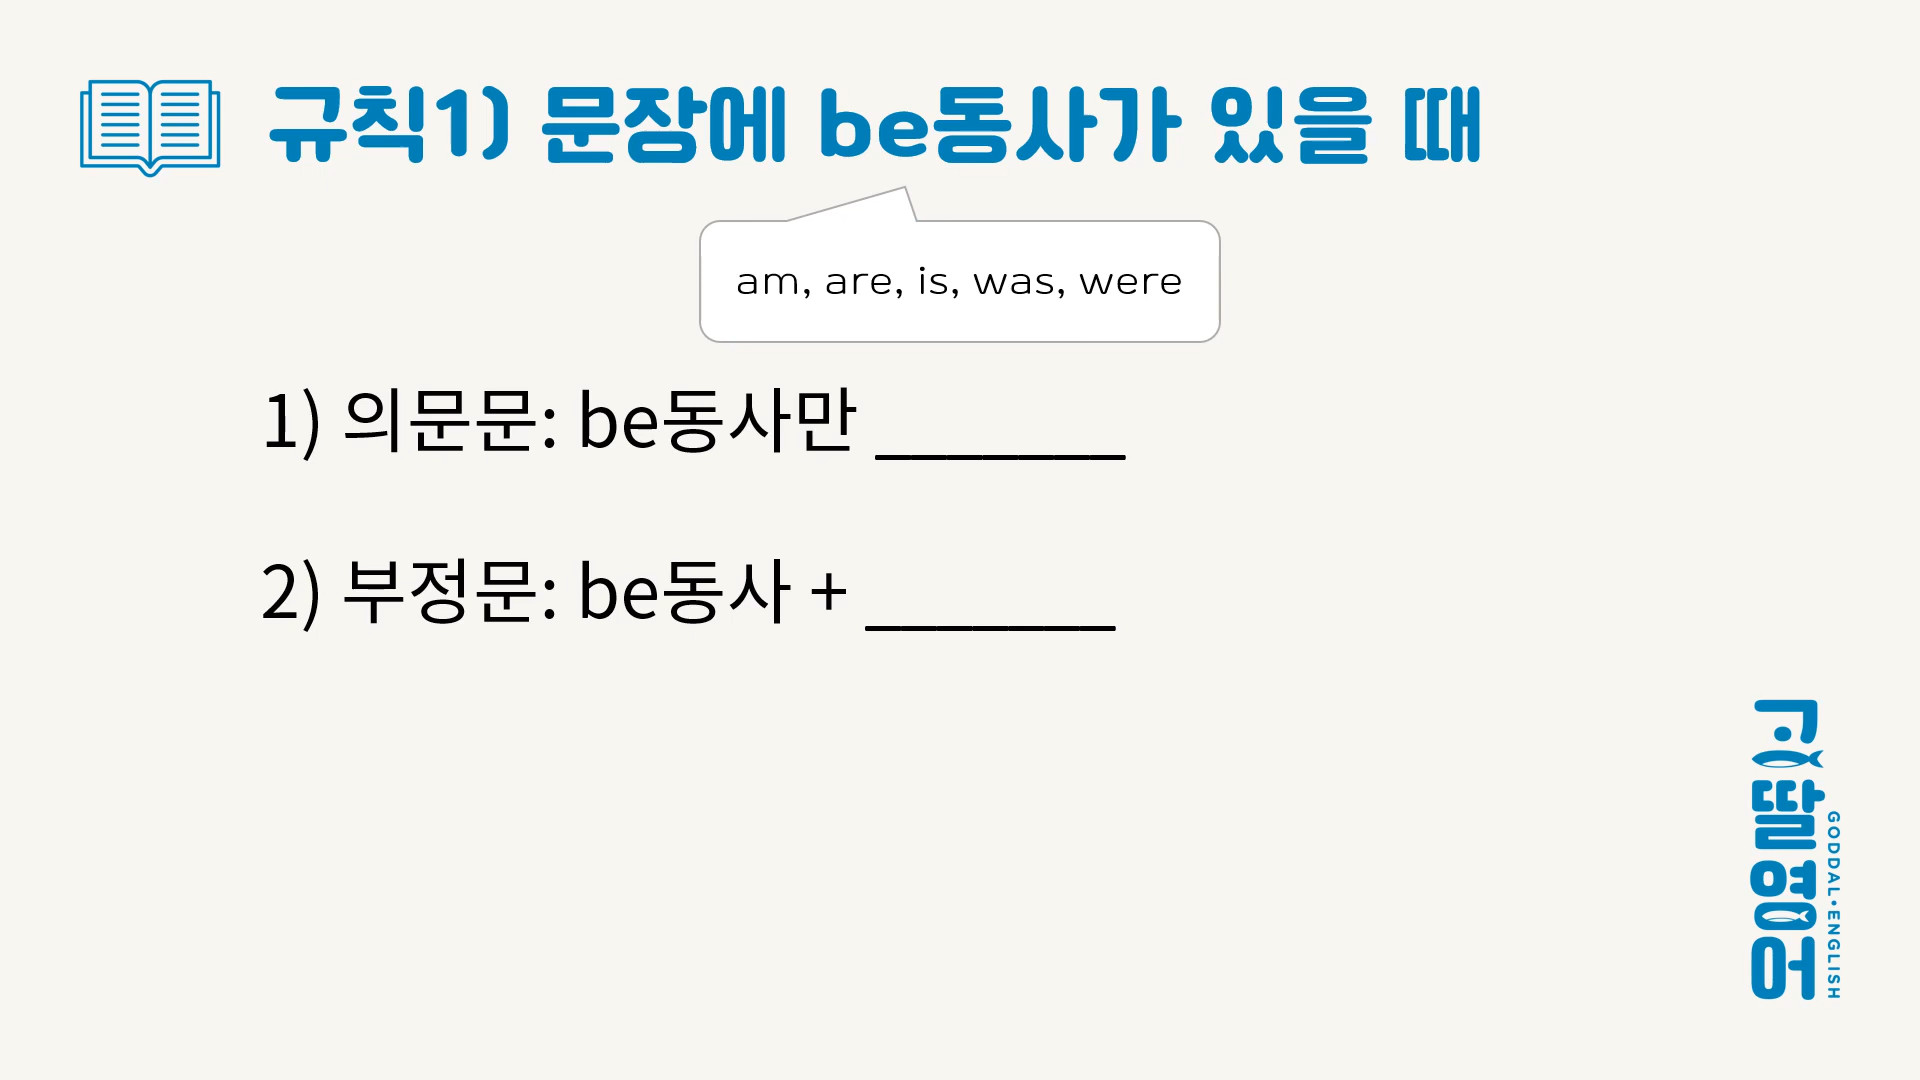 규칙1) 문장에 be동사가 있을 때
am, are, is, was, were
1) 의문문: be동사만 _______
2) 부정문: be동사 + _______
갓딸영어
GODDAL•ENGLISH